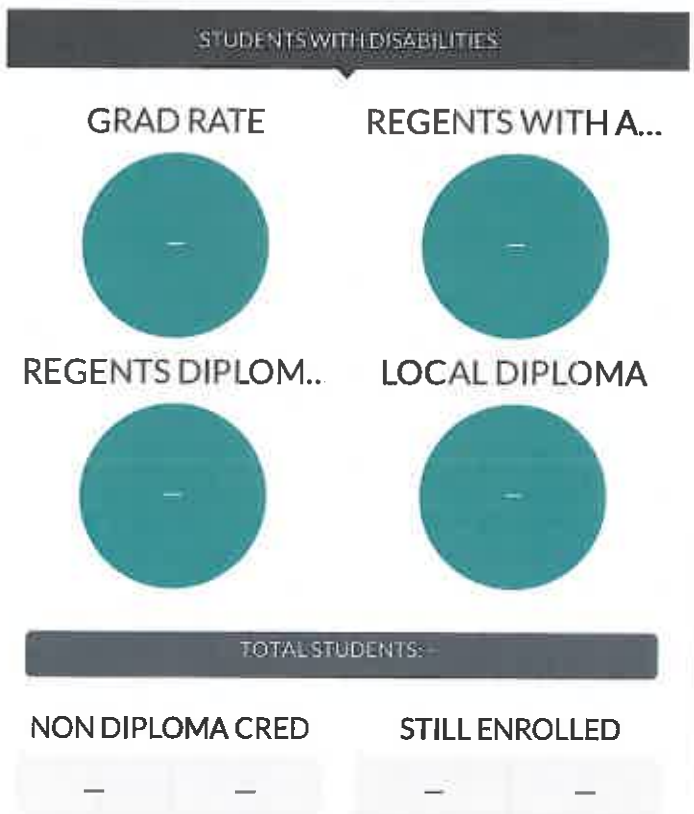 STUDENTS WITH DISABILITIES
GRAD RATE REGENTS WITH A...
— —
REGENTS DIPLOM.. LOCAL DIPLOMA
— —
TOTAL STUDENTS: –
NON DIPLOMA CRED STILL ENROLLED
— — — —